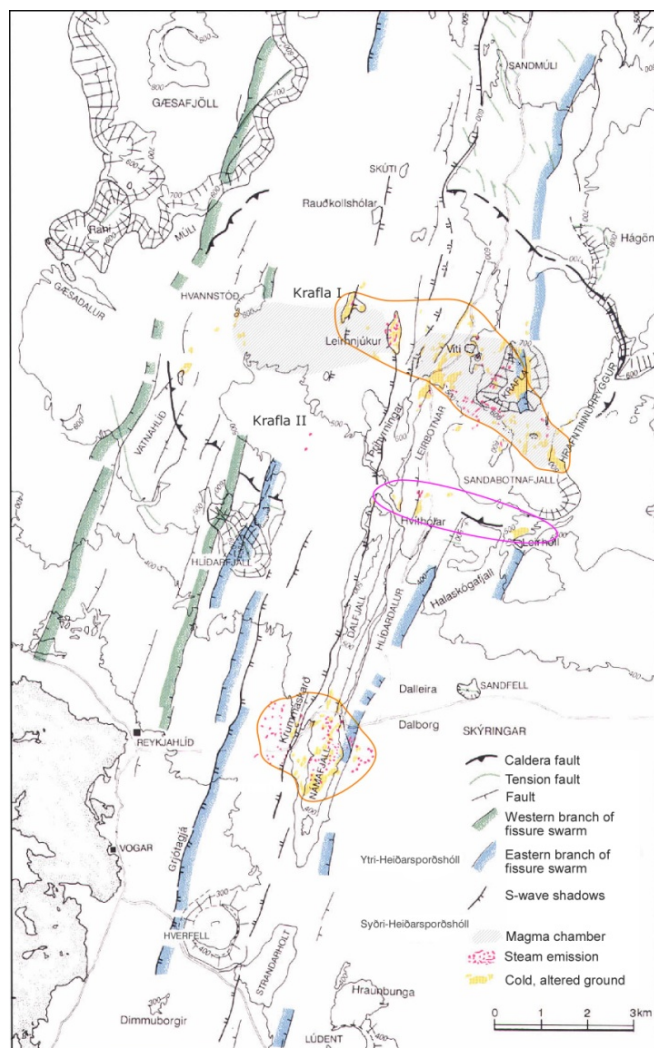 SANDMÚLI
GÆSAFJÖLL
SKÚTI
Rauðkollshólar
Rani
MÚLI
Hágön
GÆSADALUR
HVANNSTÓÐ
Krafla I
Leirhnjúkur
Víti
KRAFLA
HRAFNTINNUHRYGGUR
Krafla II
VATNAHLÍÐ
LEIRBOTNAR
SANDABOTNAFJALL
Hvíthólar
Leirhóll
HLÍÐARFJALL
Halaskógafjall
HLÍÐARDALUR
DALFJALL
Dalleira
SANDFELL
Dalborg
SKÝRINGAR
REYKJAHLÍÐ
NÁMAFJALL
Caldera fault
Tension fault
Fault
Western branch of
fissure swarm
Eastern branch of
fissure swarm
S-wave shadows
VOGAR
Grjótagjá
Ytri-Heiðarsporðshóll
Syðri-Heiðarsporðshóll
Magma chamber
Steam emission
Cold, altered ground
HVERFELL
STRANDARHOLT
Hraunbunga
Dimmuborgir
LÚDENT
0 1 2 3km